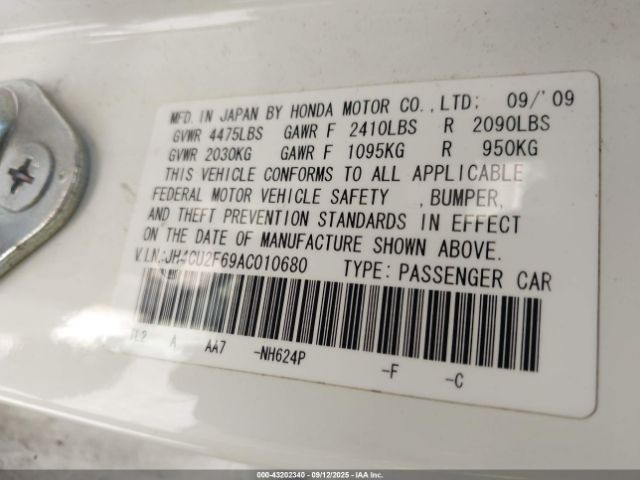 MFD. IN JAPAN BY HONDA MOTOR CO.,LTD; 09/'09
GVWR 4475LBS GAWR F 2410LBS R 2090LBS
GVWR 2030KG GAWR F 1095KG R 950KG
THIS VEHICLE CONFORMS TO ALL APPLICABLE
FEDERAL MOTOR VEHICLE SAFETY , BUMPER,
AND THEFT PREVENTION STANDARDS IN EFFECT
ON THE DATE OF MANUFACTURE SHOWN ABOVE.
V.I.N.:JH4CU2F69AC010680 TYPE: PASSENGER CAR
TL2 A AA7 -NH624P -F -C
000-43202340 - 09/12/2025 - IAA Inc.